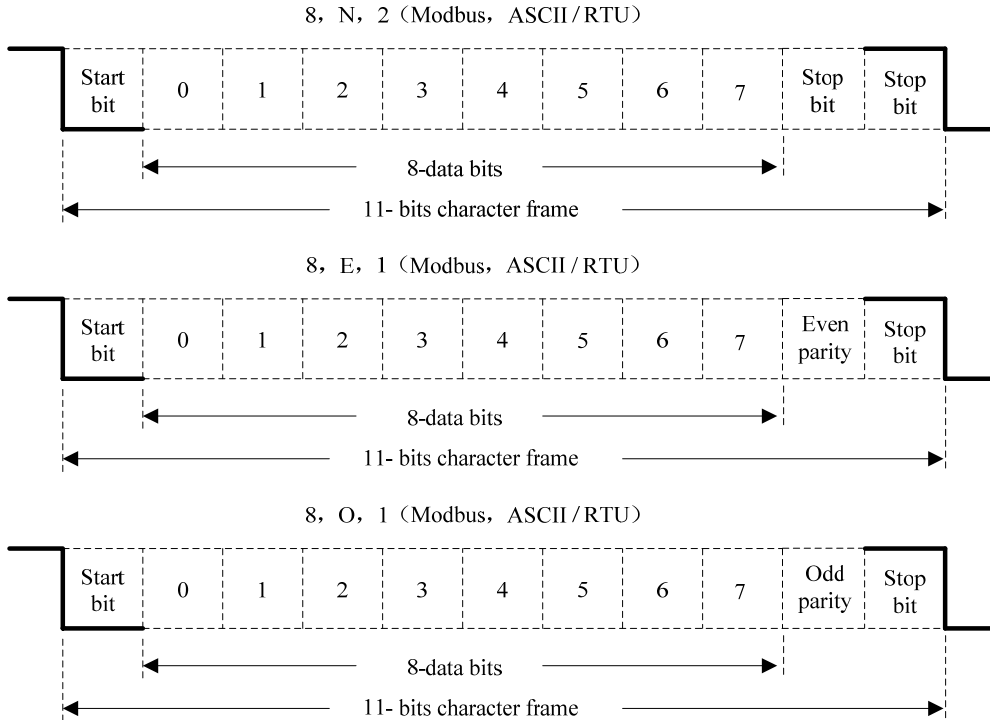 8, N, 2 (Modbus, ASCII/RTU)
Start bit 0 1 2 3 4 5 6 7 Stop bit Stop bit
8-data bits
11- bits character frame
8, E, 1 (Modbus, ASCII/RTU)
Start bit 0 1 2 3 4 5 6 7 Even parity Stop bit
8-data bits
11- bits character frame
8, O, 1 (Modbus, ASCII/RTU)
Start bit 0 1 2 3 4 5 6 7 Odd parity Stop bit
8-data bits
11- bits character frame